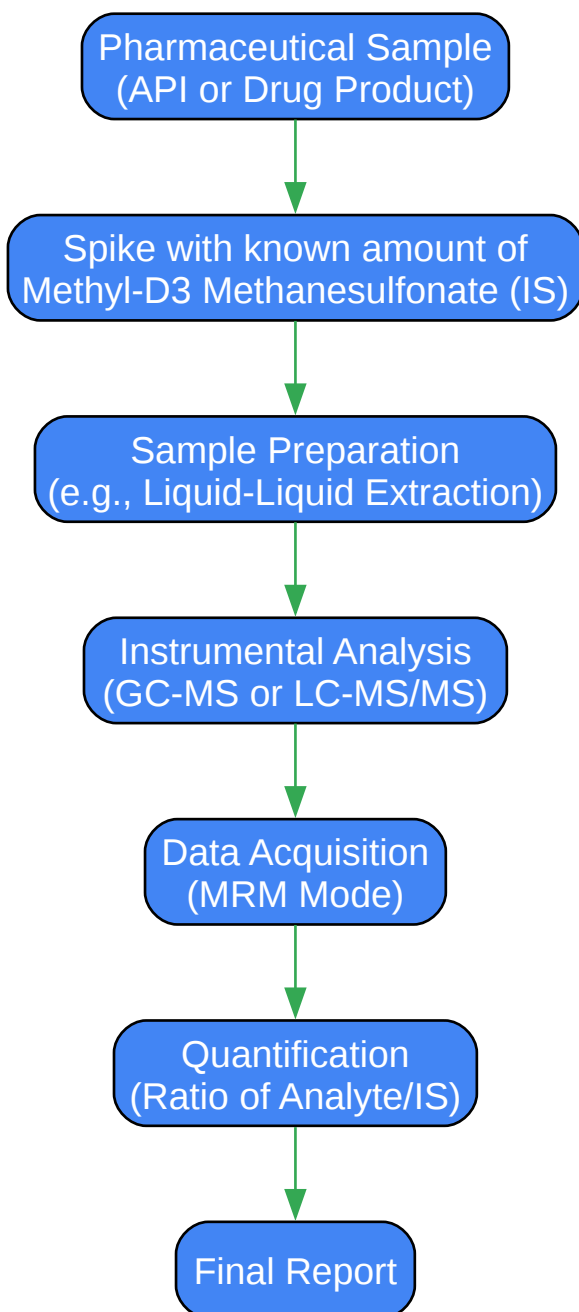 Pharmaceutical Sample
(API or Drug Product)
Spike with known amount of
Methyl-D3 Methanesulfonate (IS)
Sample Preparation
(e.g., Liquid-Liquid Extraction)
Instrumental Analysis
(GC-MS or LC-MS/MS)
Data Acquisition
(MRM Mode)
Quantification
(Ratio of Analyte/IS)
Final Report